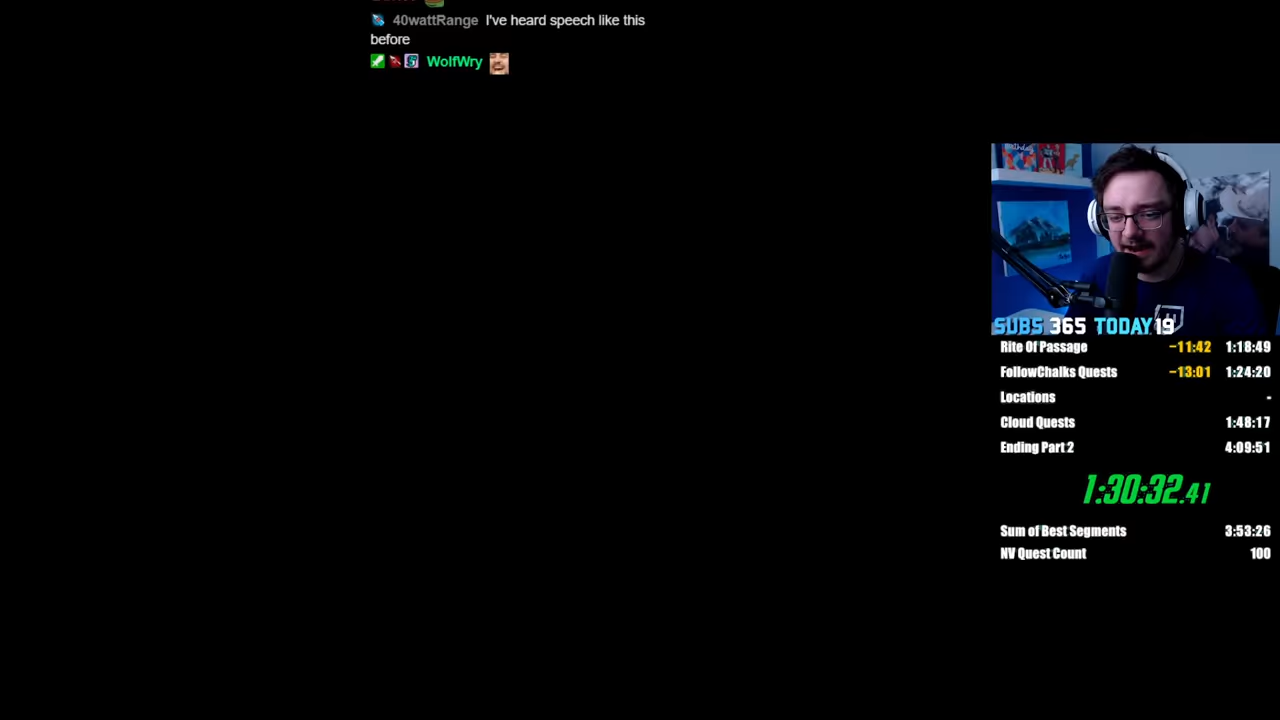 40wattRange I've heard speech like this
before
WolfWry
SUBS 365 TODAY 19
Rite Of Passage -11:42 1:18:49
FollowChalks Quests -13:01 1:24:20
Locations -
Cloud Quests 1:48:17
Ending Part 2 4:09:51
1:30:32.41
Sum of Best Segments 3:53:26
NV Quest Count 100